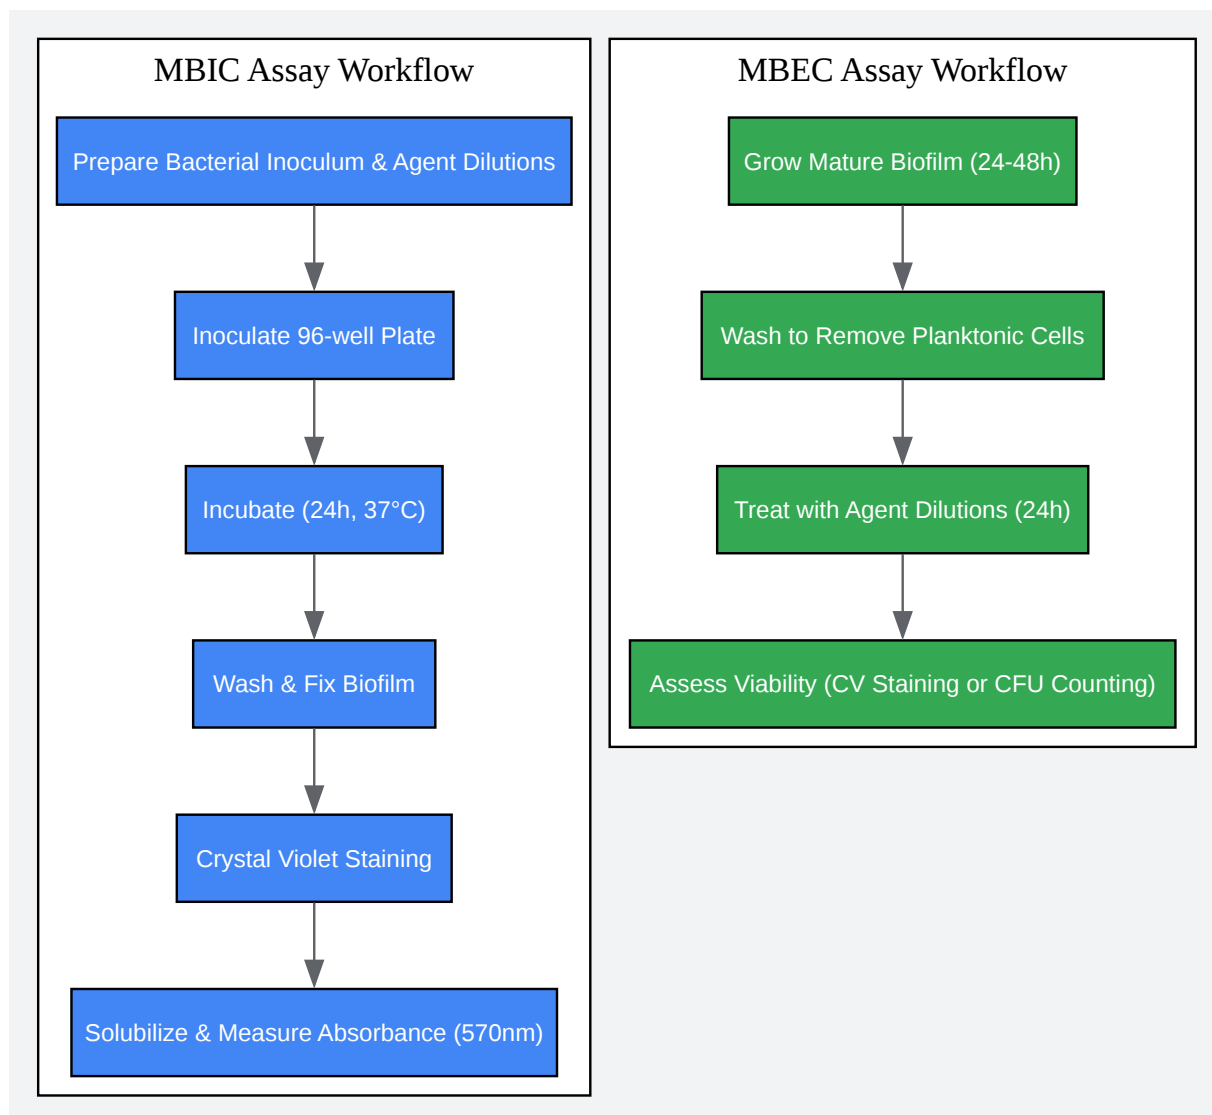 MBIC Assay Workflow
Prepare Bacterial Inoculum & Agent Dilutions
Inoculate 96-well Plate
Incubate (24h, 37°C)
Wash & Fix Biofilm
Crystal Violet Staining
Solubilize & Measure Absorbance (570nm)
MBEC Assay Workflow
Grow Mature Biofilm (24-48h)
Wash to Remove Planktonic Cells
Treat with Agent Dilutions (24h)
Assess Viability (CV Staining or CFU Counting)